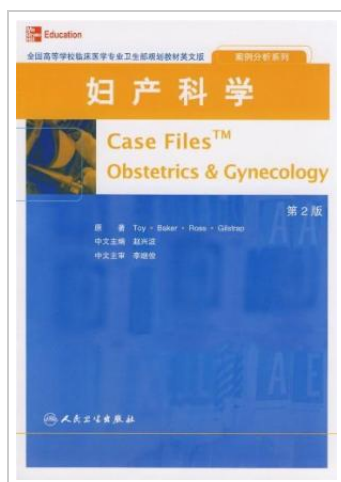 Education
全国高等学校临床医学专业卫生部规划教材英文版
案例分析系列
妇产科学
Case Files™
Obstetrics & Gynecology
第2版
原 著 Toy · Baker · Ross · Gilstrap
中文主编 赵兴波
中文主审 李继俊
人民卫生出版社